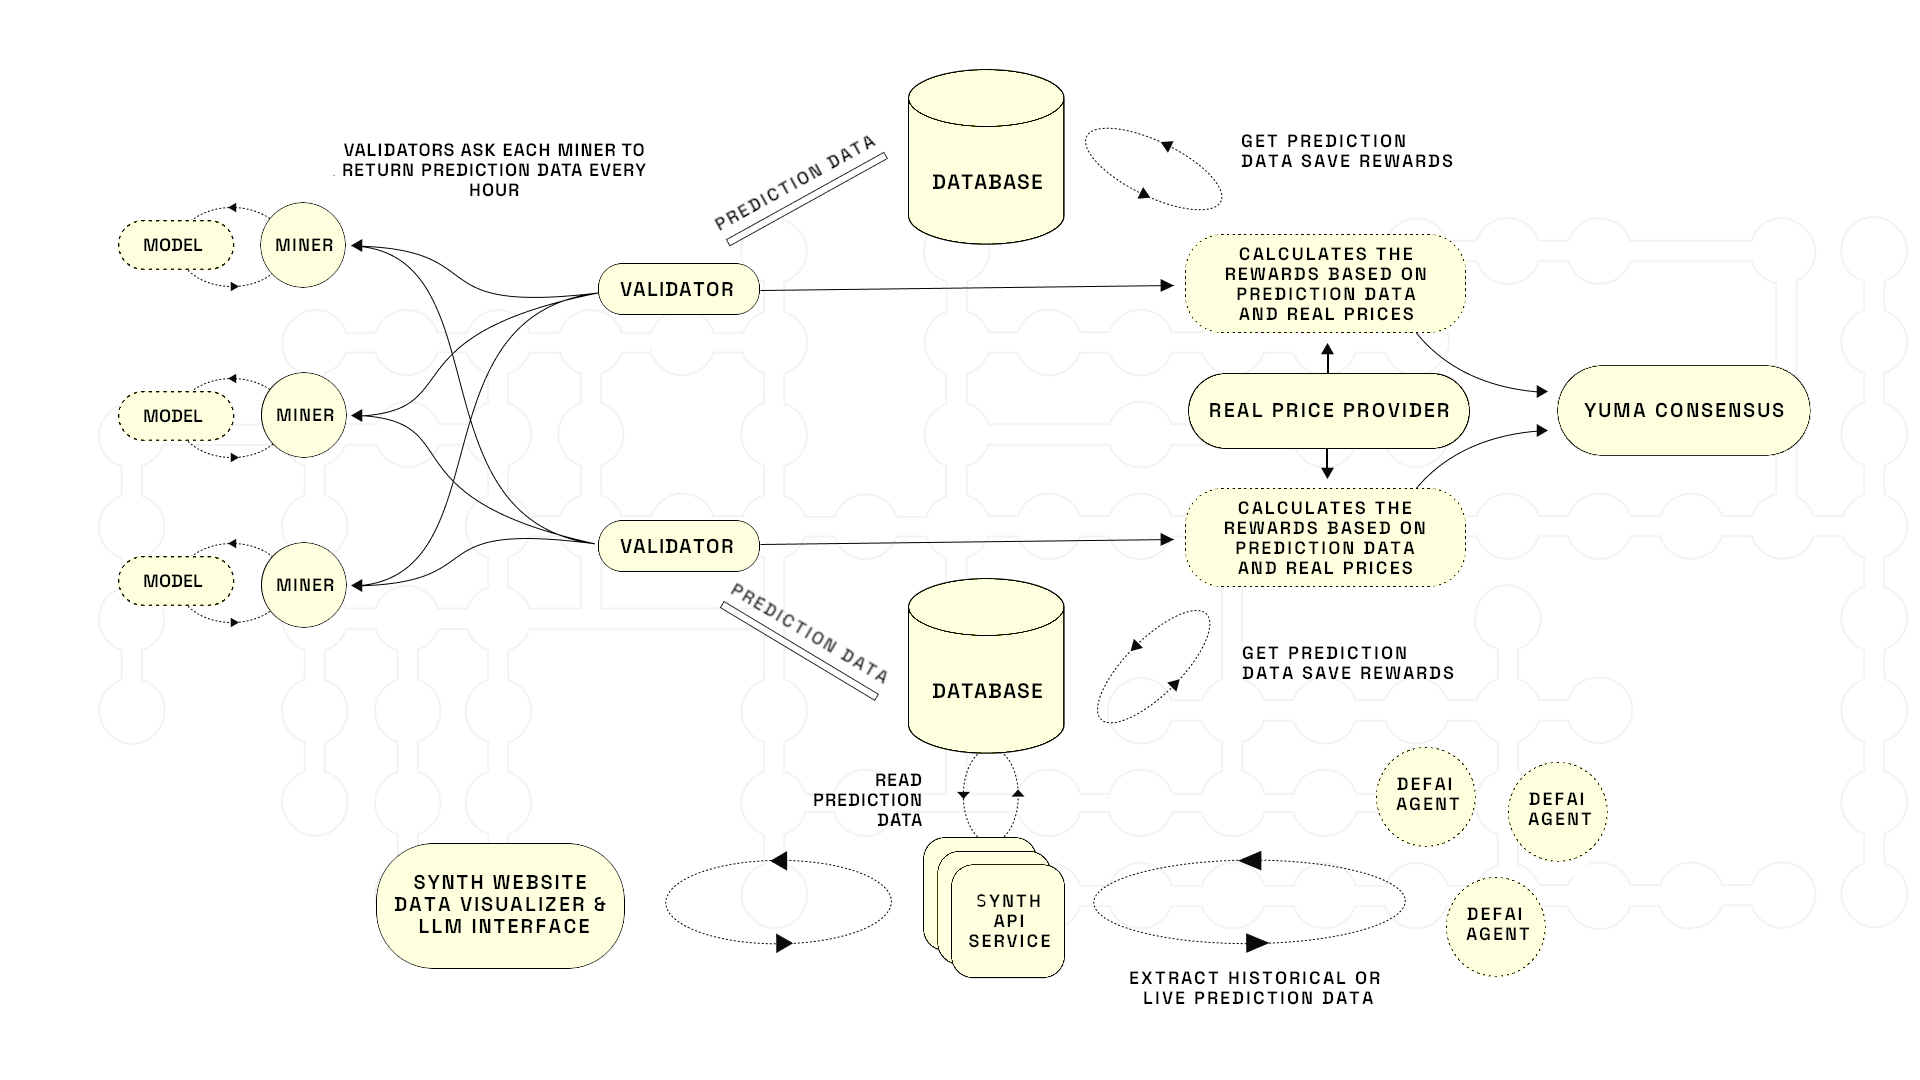 VALIDATORS ASK EACH MINER TO
RETURN PREDICTION DATA EVERY
HOUR
PREDICTION DATA
DATABASE
GET PREDICTION
DATA SAVE REWARDS
MODEL
MINER
VALIDATOR
CALCULATES THE
REWARDS BASED ON
PREDICTION DATA
AND REAL PRICES
MODEL
MINER
REAL PRICE PROVIDER
YUMA CONSENSUS
MODEL
MINER
VALIDATOR
CALCULATES THE
REWARDS BASED ON
PREDICTION DATA
AND REAL PRICES
PREDICTION DATA
DATABASE
GET PREDICTION
DATA SAVE REWARDS
READ
PREDICTION
DATA
DEFAI
AGENT
DEFAI
AGENT
SYNTH WEBSITE
DATA VISUALIZER &
LLM INTERFACE
SYNTH
API
SERVICE
DEFAI
AGENT
EXTRACT HISTORICAL OR
LIVE PREDICTION DATA